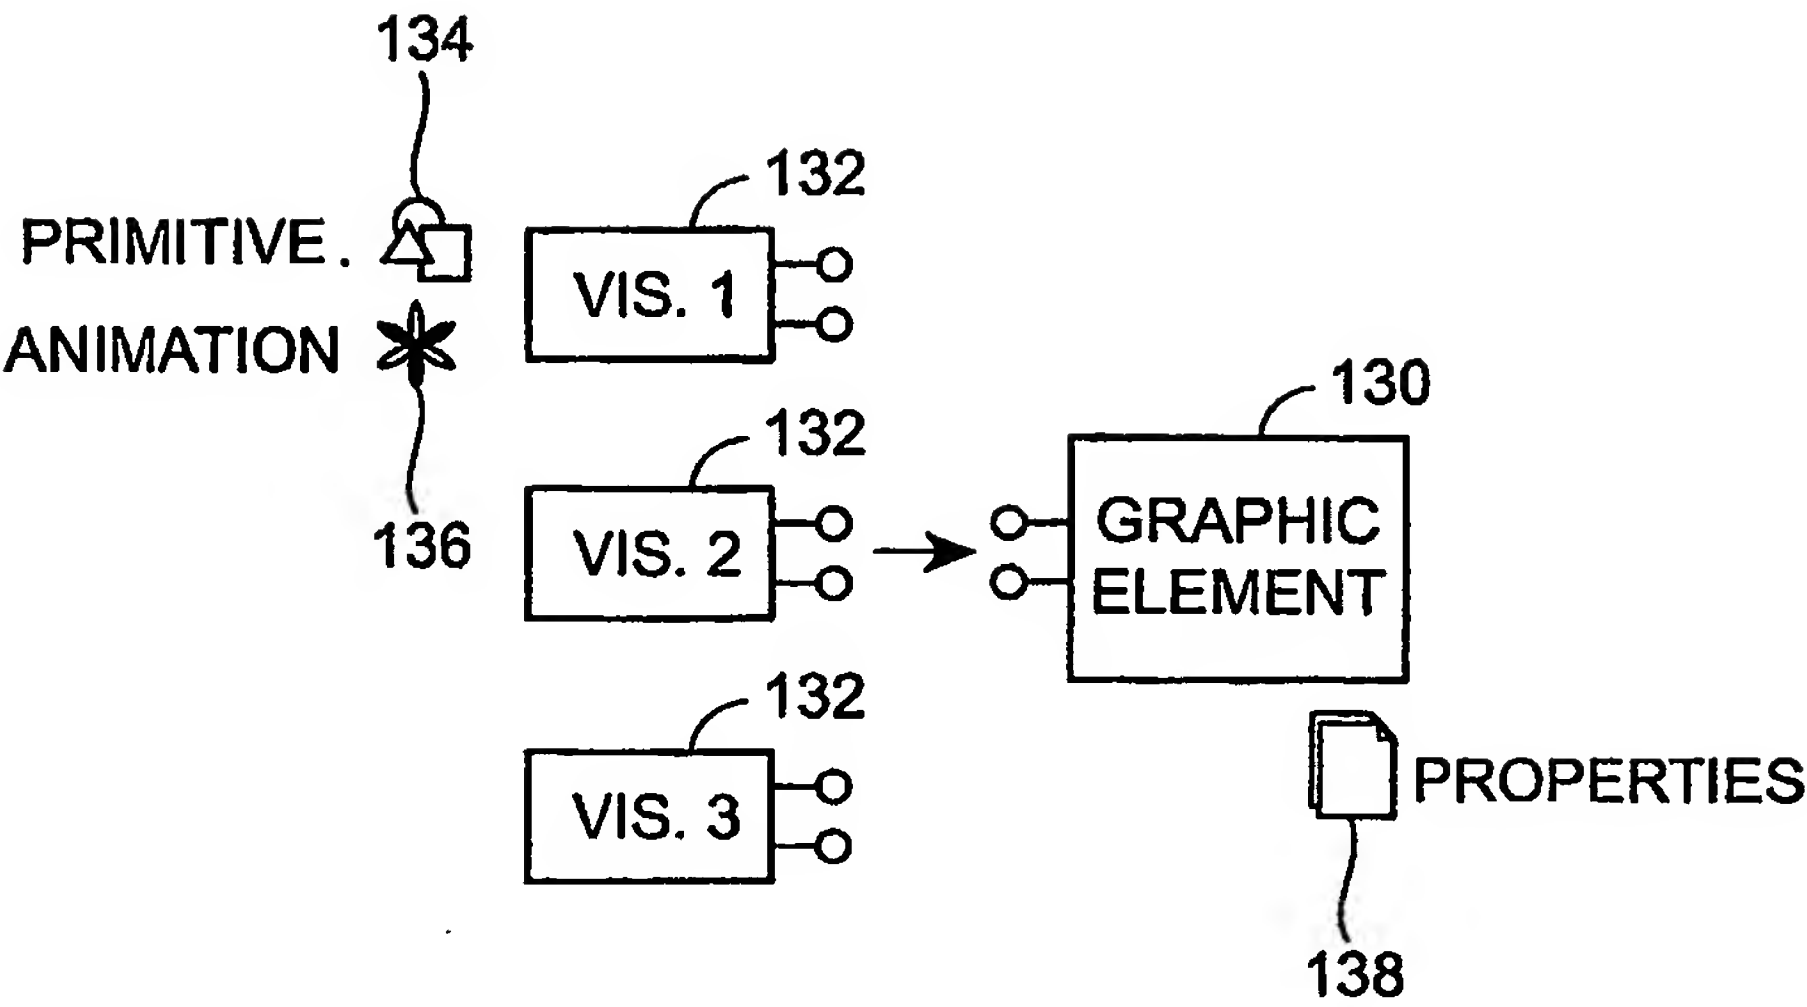 134
132
PRIMITIVE.
VIS. 1
ANIMATION
130
132
GRAPHIC
ELEMENT
136
VIS. 2
132
PROPERTIES
VIS. 3
138